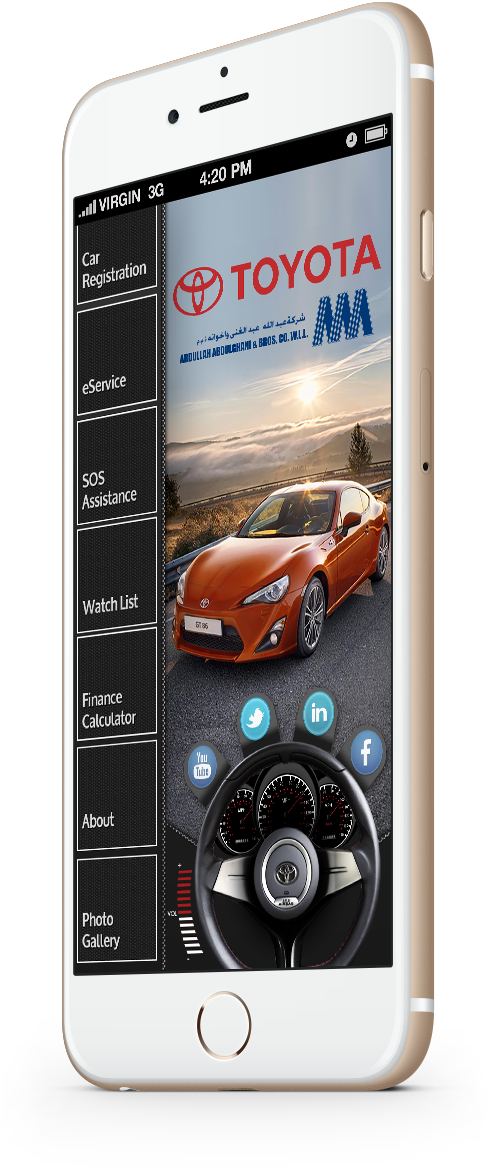 VIRGIN 3G
4:20 PM
Car
Registration
eService
SOS
Assistance
Watch List
Finance
Calculator
About
Photo
Gallery
TOYOTA
شركة عبد الله عبد الغني واخوانه ذ.م.م
ABDULLAH ABDULGHANI & BROS. CO. W.L.L.
GT 86
You
Tube
in
f
VOL
+
-